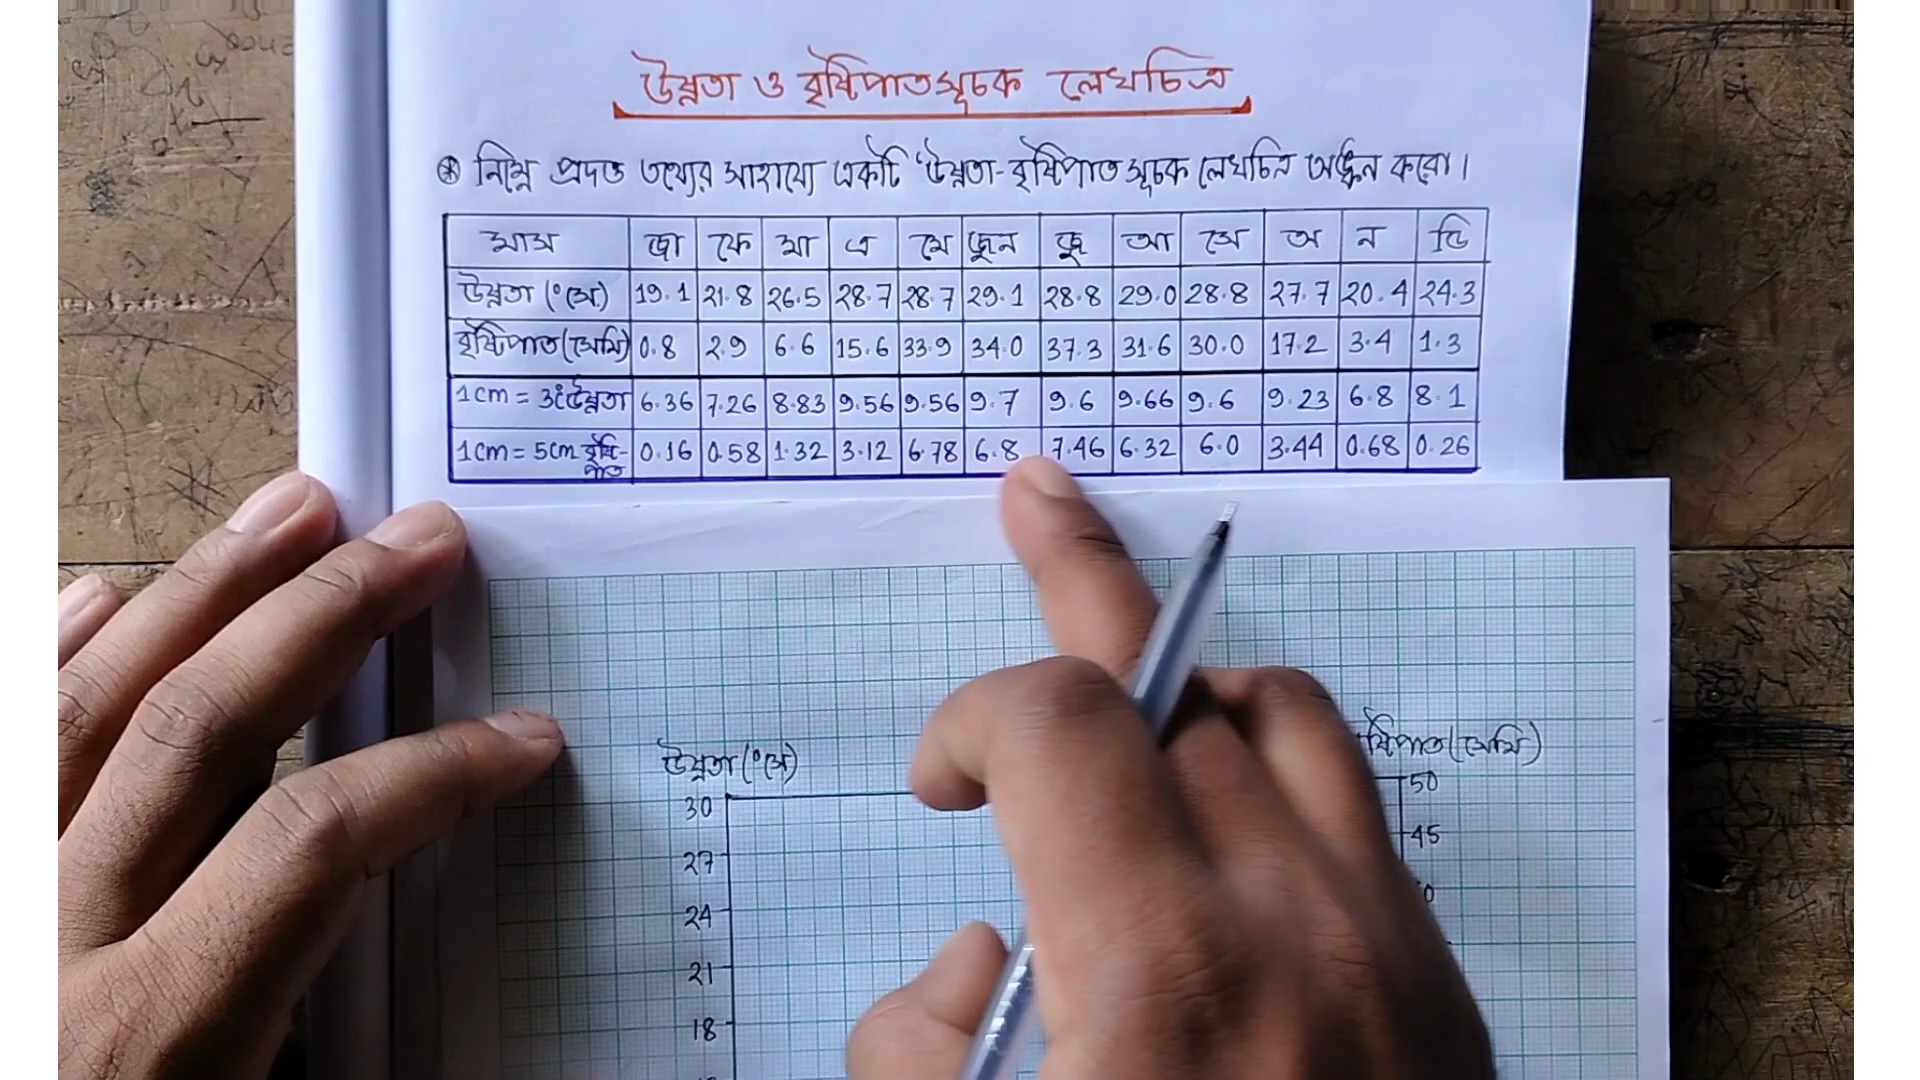 উষ্ণতা ও বৃষ্টিপাতসূচক লেখচিত্র
নিম্নে প্রদত্ত তথ্যের সাহায্যে একটি 'উষ্ণতা-বৃষ্টিপাত সূচক লেখচিত্র অঙ্কন করো।
মাস জা ফে মা এ মে জুন জু আ সে অ ন ডি
উষ্ণতা (°সে) 19.1 21.8 26.5 28.7 28.7 29.1 28.8 29.0 28.8 27.7 20.4 24.3
বৃষ্টিপাত(সেমি) 0.8 2.9 6.6 15.6 33.9 34.0 37.3 31.6 30.0 17.2 3.4 1.3
1cm = 3°C উষ্ণতা 6.36 7.26 8.83 9.56 9.56 9.7 9.6 9.66 9.6 9.23 6.8 8.1
1cm = 5cm বৃষ্টি-পাত 0.16 0.58 1.32 3.12 6.78 6.8 7.46 6.32 6.0 3.44 0.68 0.26
উষ্ণতা (°সে) ষ্টিপাত(সেমি)
30 50
27 45
24
21
18